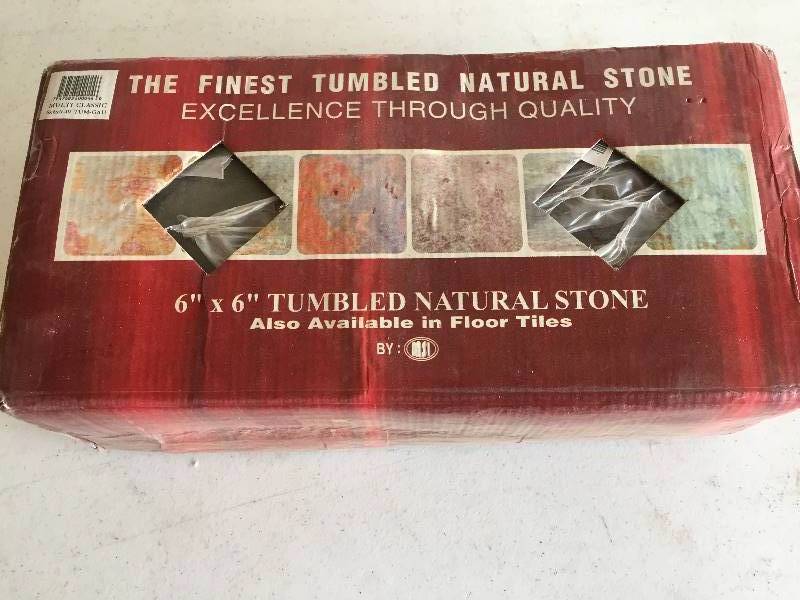 THE FINEST TUMBLED NATURAL STONE
EXCELLENCE THROUGH QUALITY
MULTI CLASSIC
6" x 6" TUMBLED NATURAL STONE
Also Available in Floor Tiles
BY : MSI